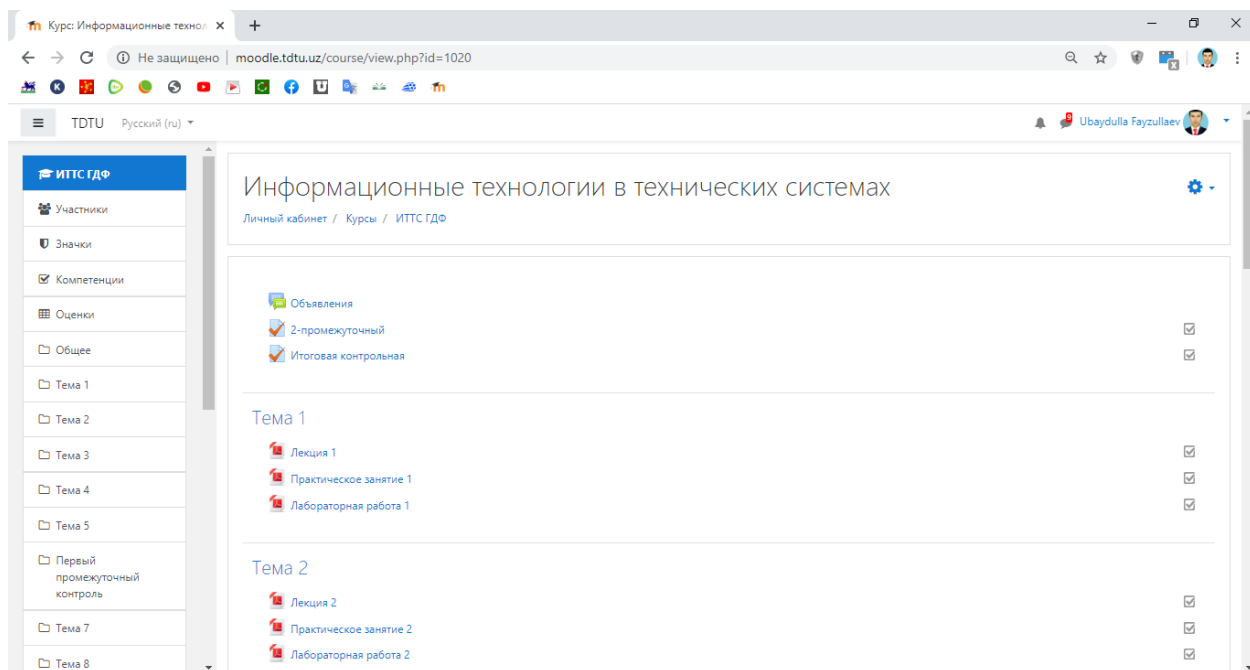 Курс: Информационные технол
Не защищено | moodle.tdtu.uz/course/view.php?id=1020
TDTU Русский (ru)
Ubaydulla Fayzullaev
ИТТС ГДФ
Участники
Значки
Компетенции
Оценки
Общее
Тема 1
Тема 2
Тема 3
Тема 4
Тема 5
Первый
промежуточный
контроль
Тема 7
Тема 8
Информационные технологии в технических системах
Личный кабинет / Курсы / ИТТС ГДФ
Объявления
2-промежуточный
Итоговая контрольная
Тема 1
Лекция 1
Практическое занятие 1
Лабораторная работа 1
Тема 2
Лекция 2
Практическое занятие 2
Лабораторная работа 2